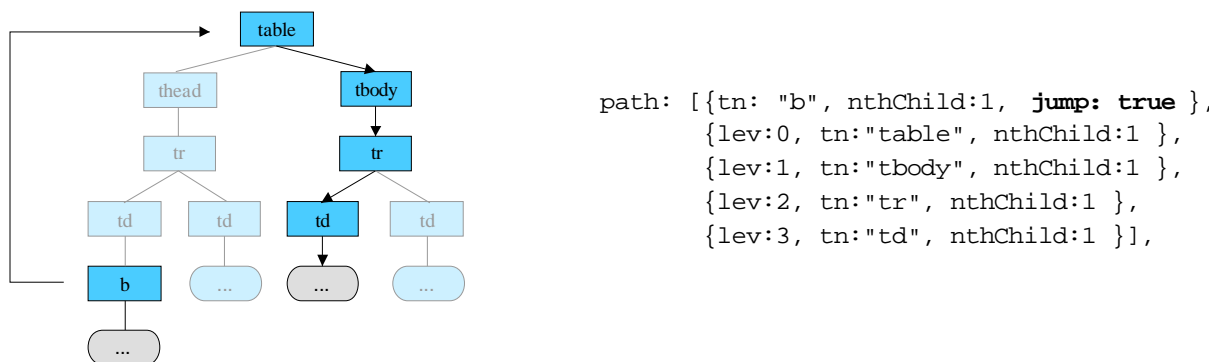 table
thead
tbody
tr
tr
td
td
td
td
b
...
...
...
...
path: [{tn: "b", nthChild:1, jump: true },
{lev:0, tn:"table", nthChild:1 },
{lev:1, tn:"tbody", nthChild:1 },
{lev:2, tn:"tr", nthChild:1 },
{lev:3, tn:"td", nthChild:1 }],